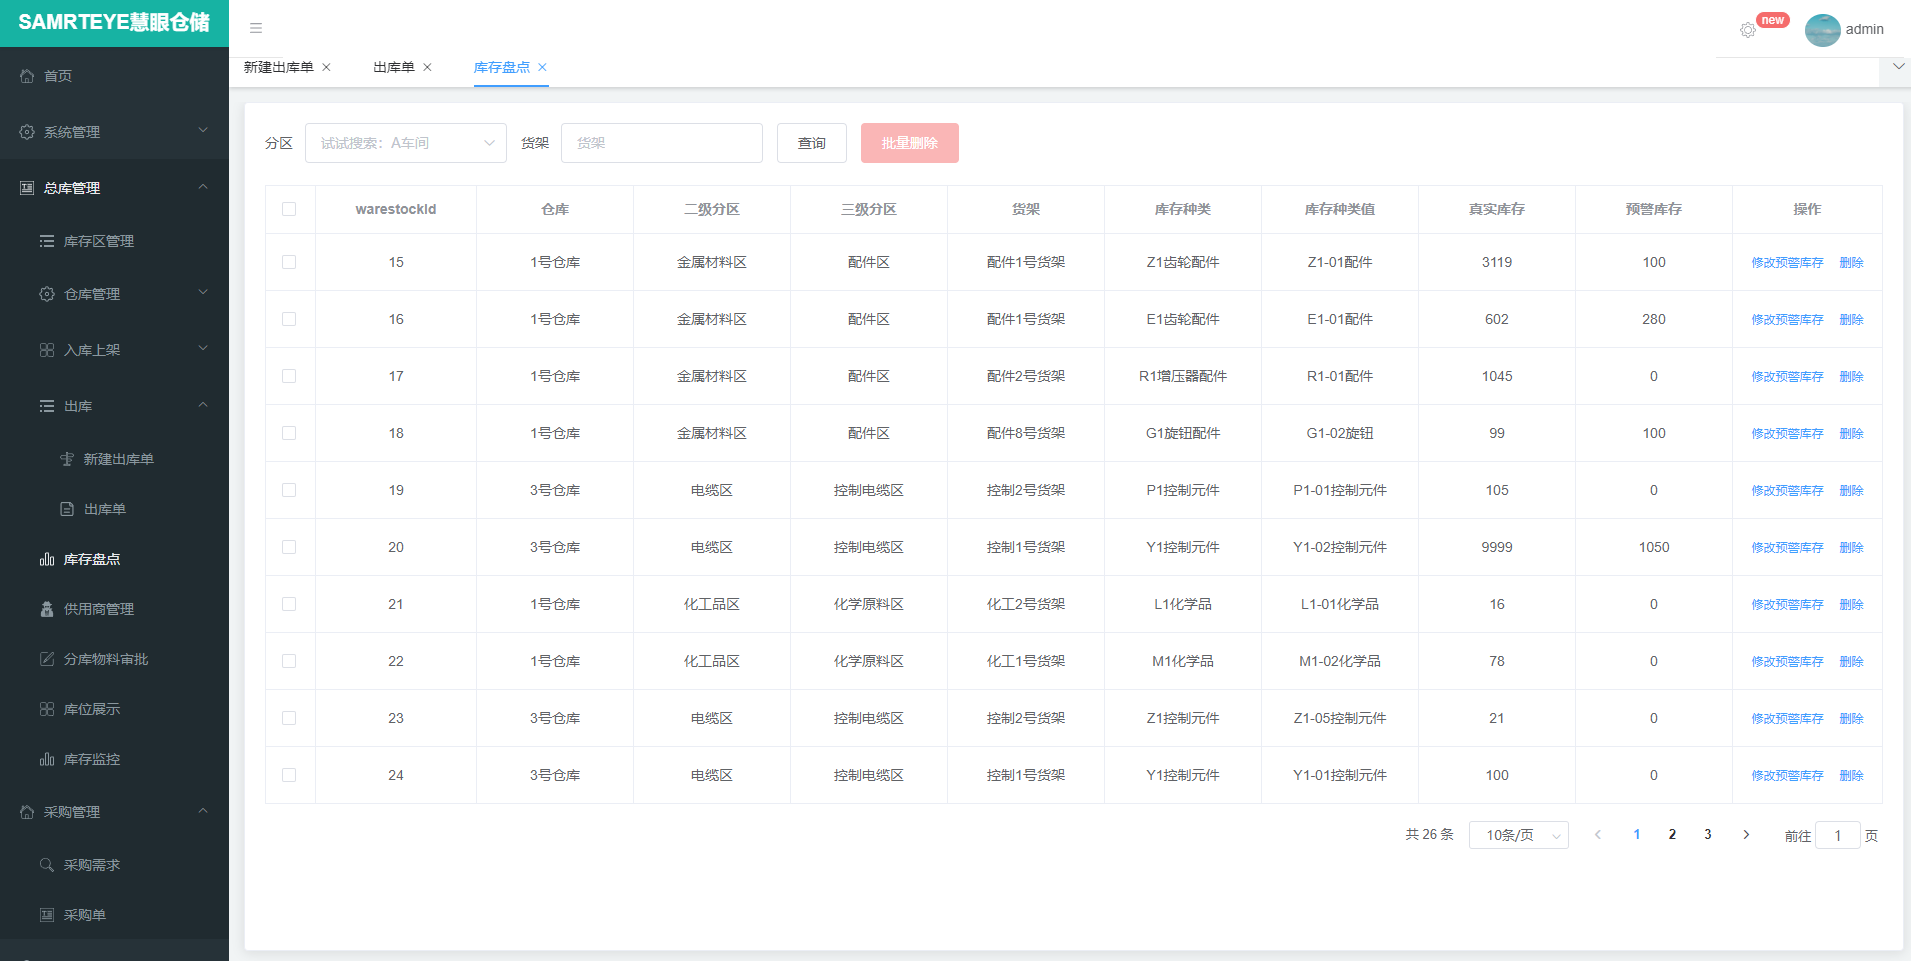 SAMRTEYE慧眼仓储
new
admin
首页
系统管理
总库管理
库存区管理
仓库管理
入库上架
出库
新建出库单
出库单
库存盘点
供用商管理
分库物料审批
库位展示
库存监控
采购管理
采购需求
采购单
新建出库单 出库单 库存盘点
分区 试试搜索：A车间 货架 货架 查询 批量删除
warestockId 仓库 二级分区 三级分区 货架 库存种类 库存种类值 真实库存 预警库存 操作
15 1号仓库 金属材料区 配件区 配件1号货架 Z1齿轮配件 Z1-01配件 3119 100 修改预警库存 删除
16 1号仓库 金属材料区 配件区 配件1号货架 E1齿轮配件 E1-01配件 602 280 修改预警库存 删除
17 1号仓库 金属材料区 配件区 配件2号货架 R1增压器配件 R1-01配件 1045 0 修改预警库存 删除
18 1号仓库 金属材料区 配件区 配件8号货架 G1旋钮配件 G1-02旋钮 99 100 修改预警库存 删除
19 3号仓库 电缆区 控制电缆区 控制2号货架 P1控制元件 P1-01控制元件 105 0 修改预警库存 删除
20 3号仓库 电缆区 控制电缆区 控制1号货架 Y1控制元件 Y1-02控制元件 9999 1050 修改预警库存 删除
21 1号仓库 化工品区 化学原料区 化工2号货架 L1化学品 L1-01化学品 16 0 修改预警库存 删除
22 1号仓库 化工品区 化学原料区 化工1号货架 M1化学品 M1-02化学品 78 0 修改预警库存 删除
23 3号仓库 电缆区 控制电缆区 控制2号货架 Z1控制元件 Z1-05控制元件 21 0 修改预警库存 删除
24 3号仓库 电缆区 控制电缆区 控制1号货架 Y1控制元件 Y1-01控制元件 100 0 修改预警库存 删除
共 26 条 10条/页 1 2 3 前往 1 页